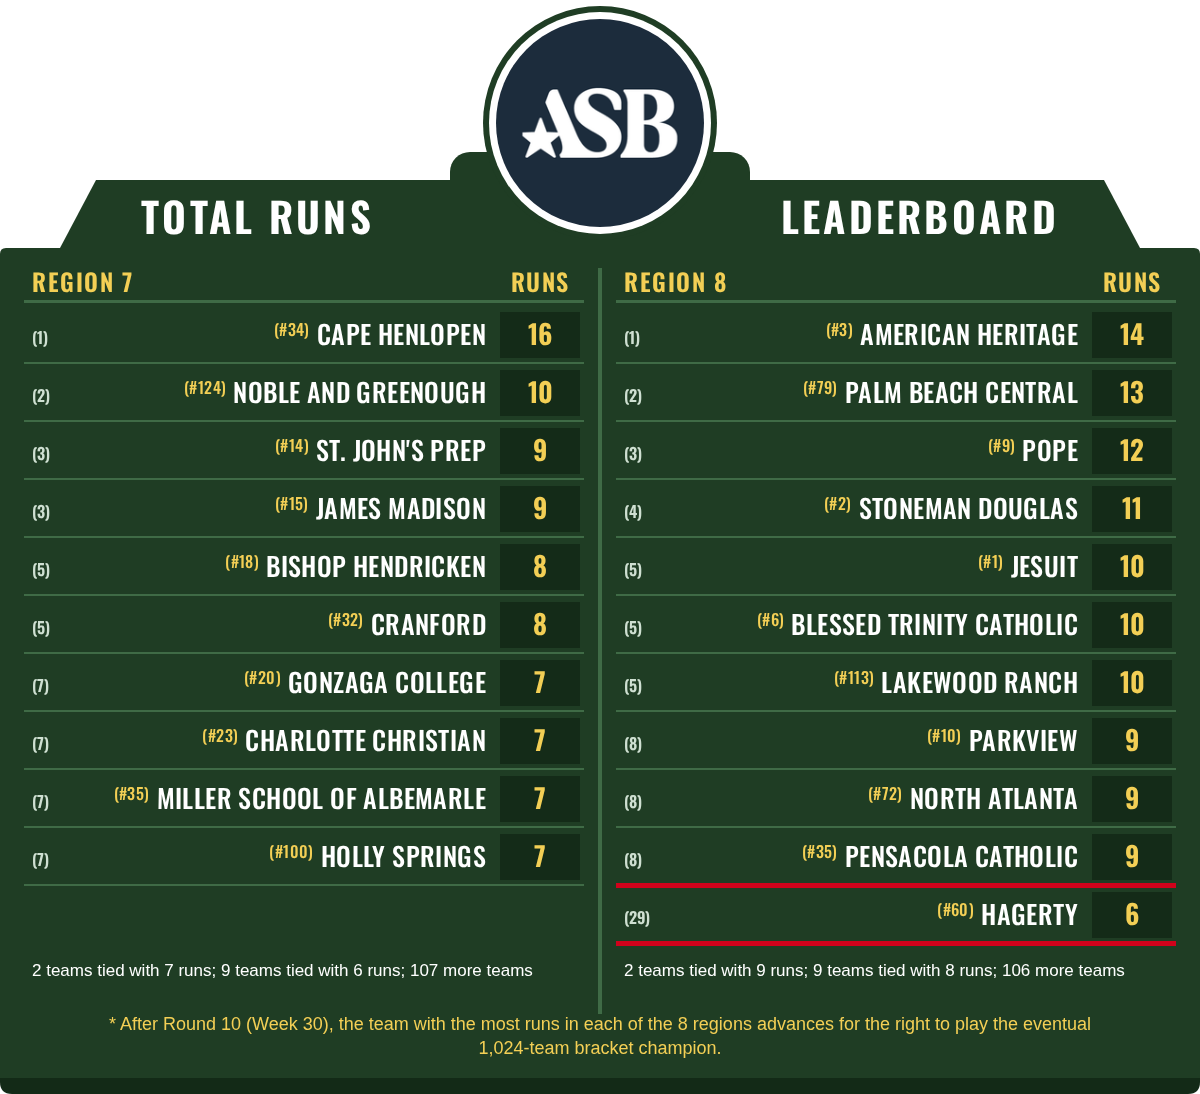 ASB
TOTAL RUNS
LEADERBOARD
REGION 7 RUNS
(1) (#34) CAPE HENLOPEN 16
(2) (#124) NOBLE AND GREENOUGH 10
(3) (#14) ST. JOHN'S PREP 9
(3) (#15) JAMES MADISON 9
(5) (#18) BISHOP HENDRICKEN 8
(5) (#32) CRANFORD 8
(7) (#20) GONZAGA COLLEGE 7
(7) (#23) CHARLOTTE CHRISTIAN 7
(7) (#35) MILLER SCHOOL OF ALBEMARLE 7
(7) (#100) HOLLY SPRINGS 7
2 teams tied with 7 runs; 9 teams tied with 6 runs; 107 more teams
REGION 8 RUNS
(1) (#3) AMERICAN HERITAGE 14
(2) (#79) PALM BEACH CENTRAL 13
(3) (#9) POPE 12
(4) (#2) STONEMAN DOUGLAS 11
(5) (#1) JESUIT 10
(5) (#6) BLESSED TRINITY CATHOLIC 10
(5) (#113) LAKEWOOD RANCH 10
(8) (#10) PARKVIEW 9
(8) (#72) NORTH ATLANTA 9
(8) (#35) PENSACOLA CATHOLIC 9
(29) (#60) HAGERTY 6
2 teams tied with 9 runs; 9 teams tied with 8 runs; 106 more teams
* After Round 10 (Week 30), the team with the most runs in each of the 8 regions advances for the right to play the eventual
1,024-team bracket champion.